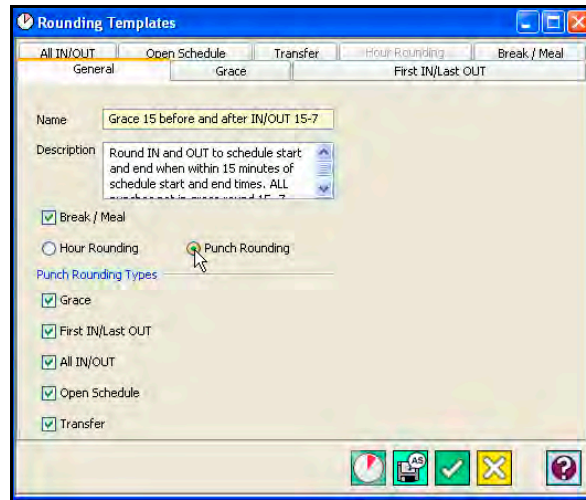 Rounding Templates
All IN/OUT Open Schedule Transfer Hour Rounding Break / Meal
General Grace First IN/Last OUT
Name Grace 15 before and after IN/OUT 15-7
Description Round IN and OUT to schedule start
and end when within 15 minutes of
schedule start and end times. ALL
Break / Meal
Hour Rounding Punch Rounding
Punch Rounding Types
Grace
First IN/Last OUT
All IN/OUT
Open Schedule
Transfer
AS
?